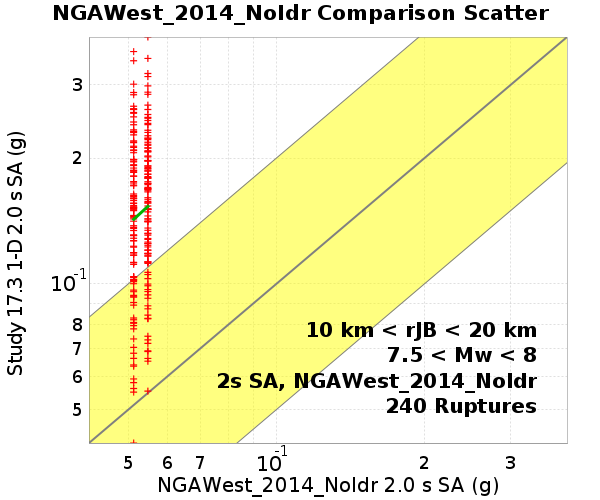 NGAWest_2014_NoIdr Comparison Scatter
Study 17.3 1-D 2.0 s SA (g)
3
2
10⁻¹
8
7
6
5
10 km < rJB < 20 km
7.5 < Mw < 8
2s SA, NGAWest_2014_NoIdr
240 Ruptures
5 6 7 10⁻¹ 2 3
NGAWest_2014_NoIdr 2.0 s SA (g)